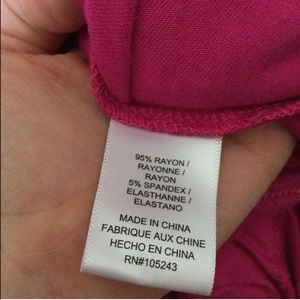 95% RAYON /
RAYONNE /
RAYON
5% SPANDEX /
ELASTHANNE /
ELASTANO
MADE IN CHINA
FABRIQUE AUX CHINE
HECHO EN CHINA
RN#105243